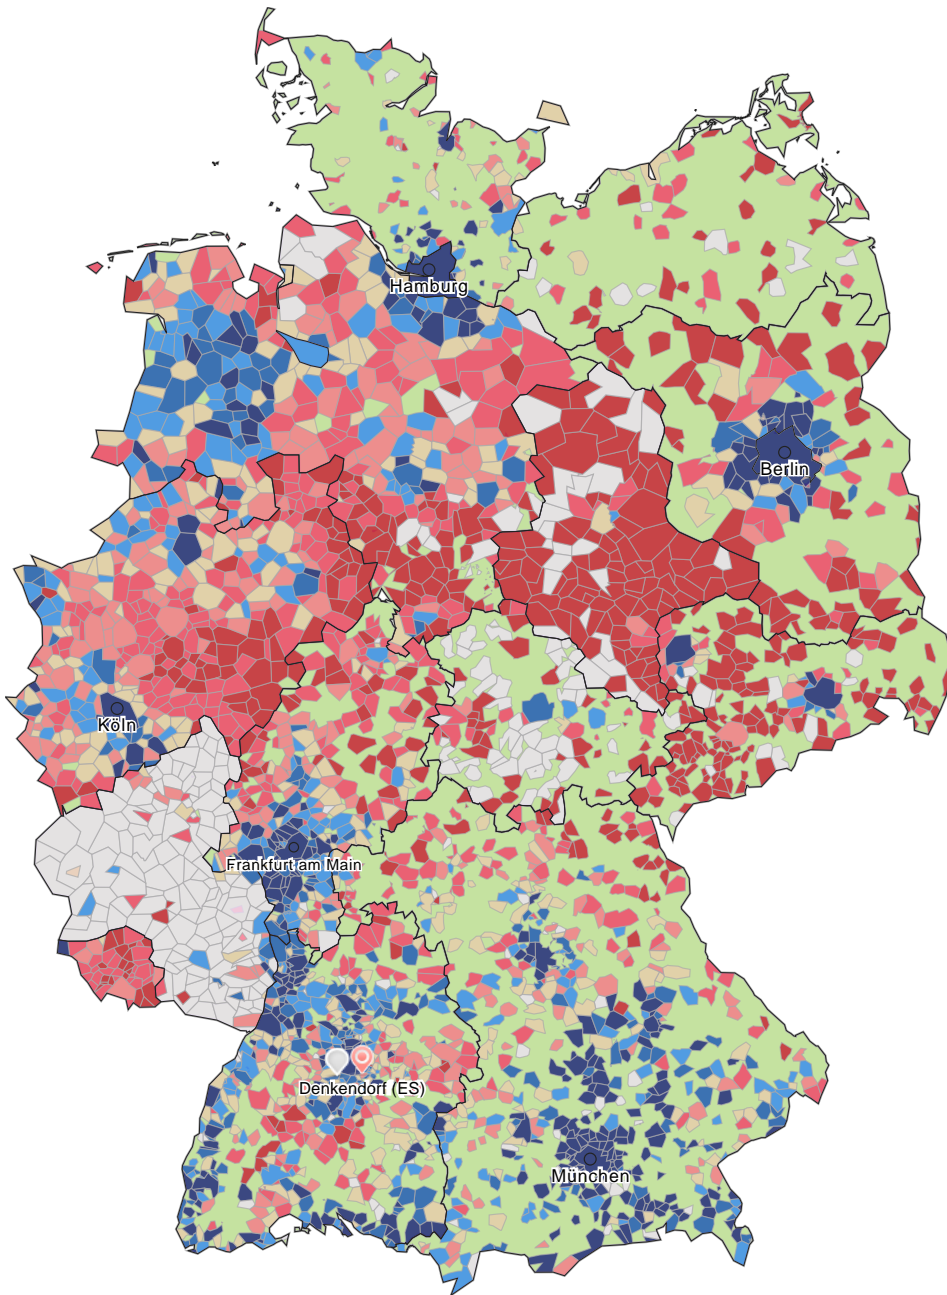 Hamburg
Berlin
Köln
Frankfurt am Main
Denkendorf (ES)
München